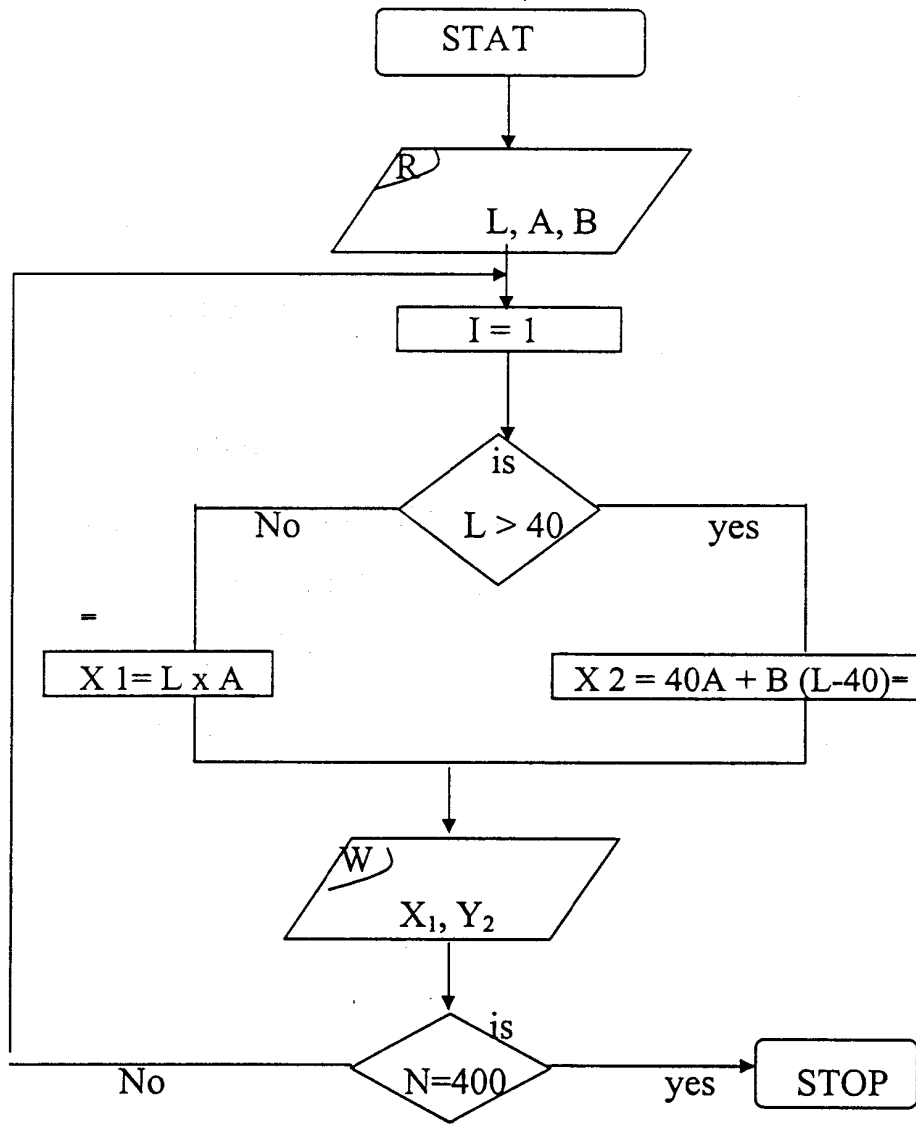 STAT
R
L, A, B
I = 1
is
L > 40
No
yes
=
X 1= L x A
X 2 = 40A + B (L-40)=
W
X₁, Y₂
is
N=400
No
yes
STOP